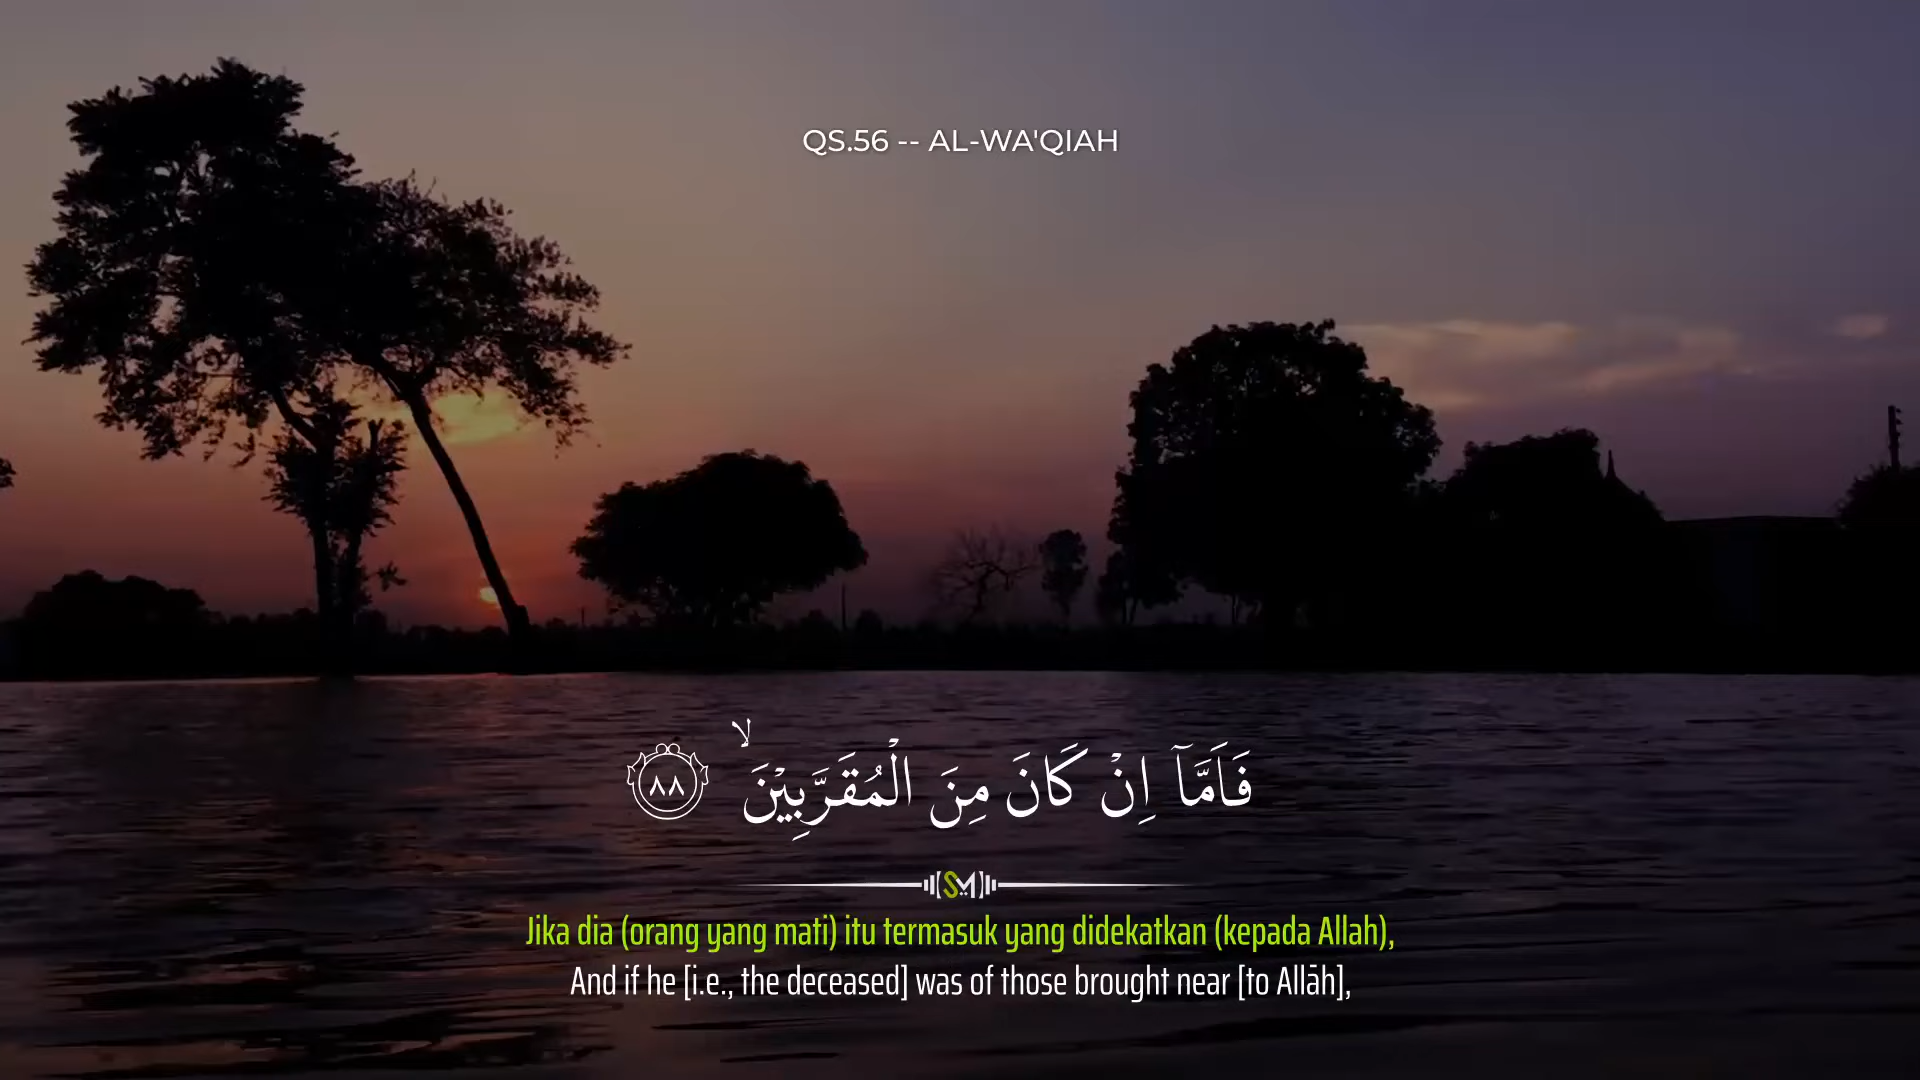 QS.56 -- AL-WA'QIAH
فَاَمَّآ اِنْ كَانَ مِنَ الْمُقَرَّبِيْنَۙ ٨٨
SM
Jika dia (orang yang mati) itu termasuk yang didekatkan (kepada Allah),
And if he [i.e., the deceased] was of those brought near [to Allāh],